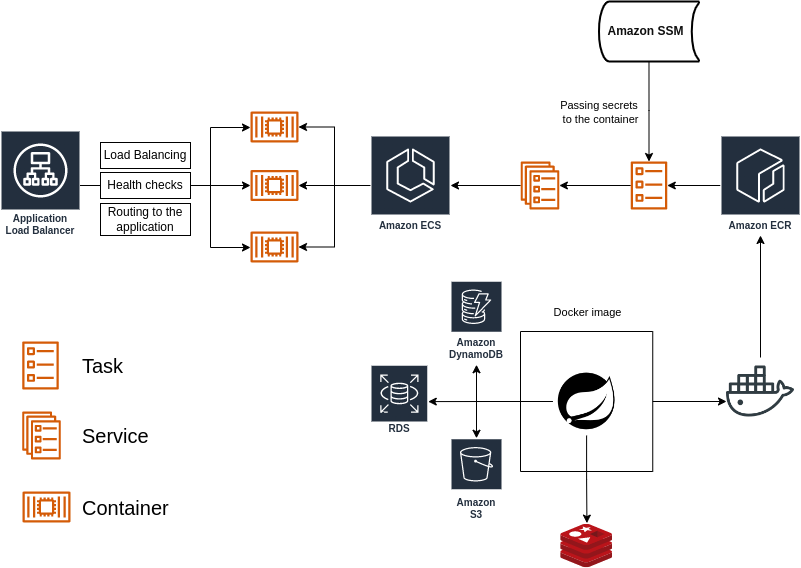 Amazon SSM
Passing secrets
to the container
Load Balancing
Health checks
Routing to the
application
Application
Load Balancer
Amazon ECS
Amazon ECR
Docker image
Amazon
DynamoDB
RDS
Amazon
S3
Task
Service
Container